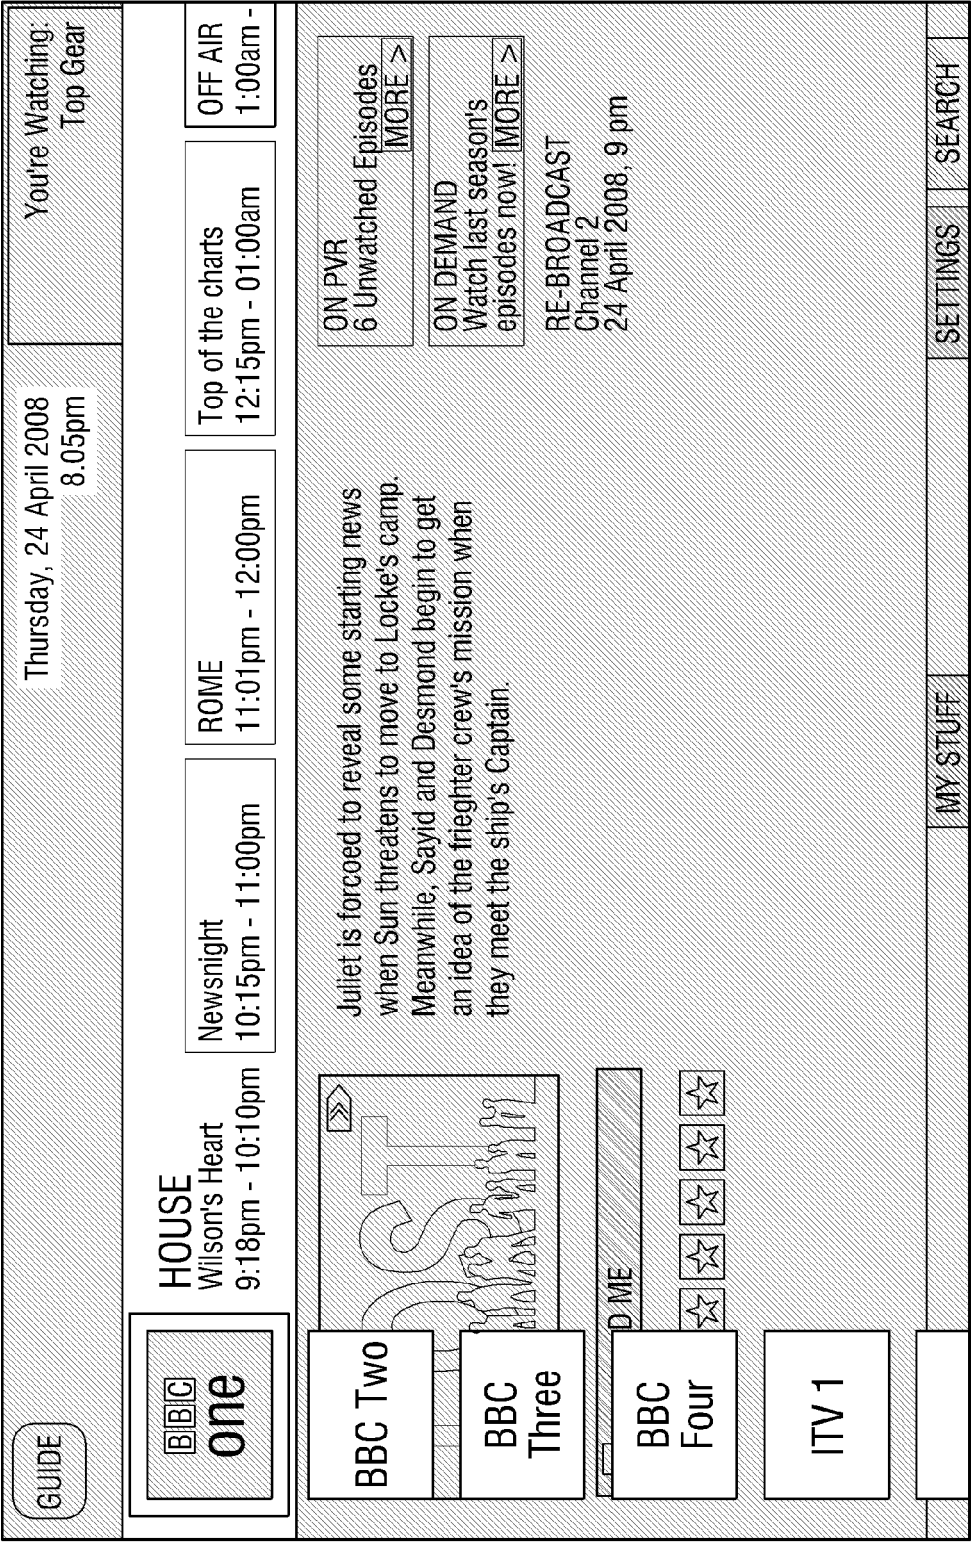 GUIDE
Thursday, 24 April 2008
8.05pm
You're Watching:
Top Gear
BBC
one
HOUSE
Wilson's Heart
9:18pm - 10:10pm
Newsnight
10:15pm - 11:00pm
ROME
11:01pm - 12:00pm
Top of the charts
12:15pm - 01:00am
OFF AIR
1:00am -
BBC Two
BBC
Three
BBC
Four
ITV 1
OST
D ME
Juliet is forcoed to reveal some starting news
when Sun threatens to move to Locke's camp.
Meanwhile, Sayid and Desmond begin to get
an idea of the frieghter crew's mission when
they meet the ship's Captain.
ON PVR
6 Unwatched Episodes
MORE >
ON DEMAND
Watch last season's
episodes now! MORE >
RE-BROADCAST
Channel 2
24 April 2008, 9 pm
MY STUFF
SETTINGS
SEARCH